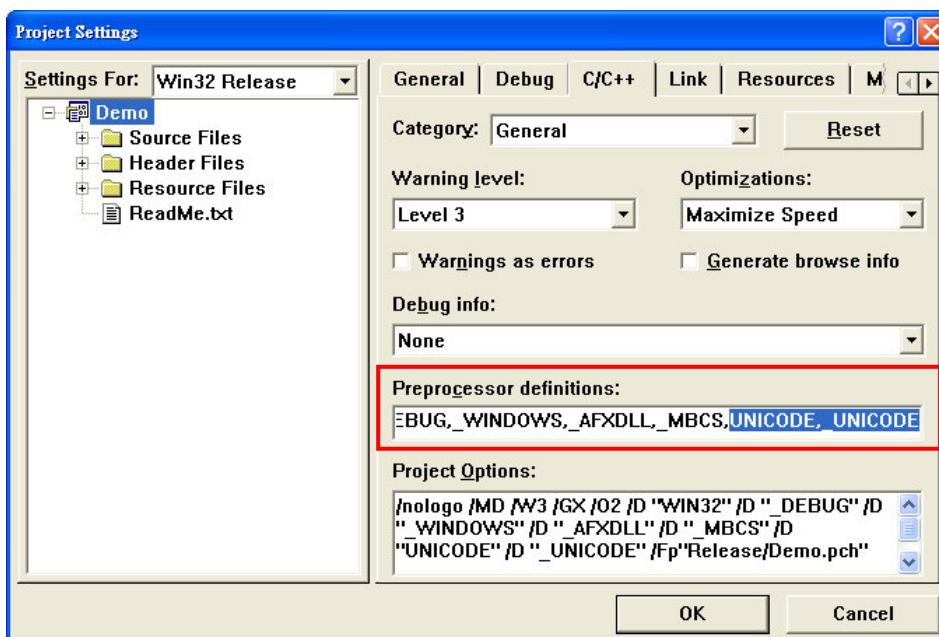 Project Settings
Settings For: Win32 Release
Demo
Source Files
Header Files
Resource Files
ReadMe.txt
General Debug C/C++ Link Resources M
Category: General Reset
Warning level: Optimizations:
Level 3 Maximize Speed
Warnings as errors Generate browse info
Debug info:
None
Preprocessor definitions:
EBUG,_WINDOWS,_AFXDLL,_MBCS,UNICODE,_UNICODE
Project Options:
/nologo /MD /W3 /GX /O2 /D "WIN32" /D "_DEBUG" /D
"_WINDOWS" /D "_AFXDLL" /D "_MBCS" /D
"UNICODE" /D "_UNICODE" /Fp"Release/Demo.pch"
OK Cancel